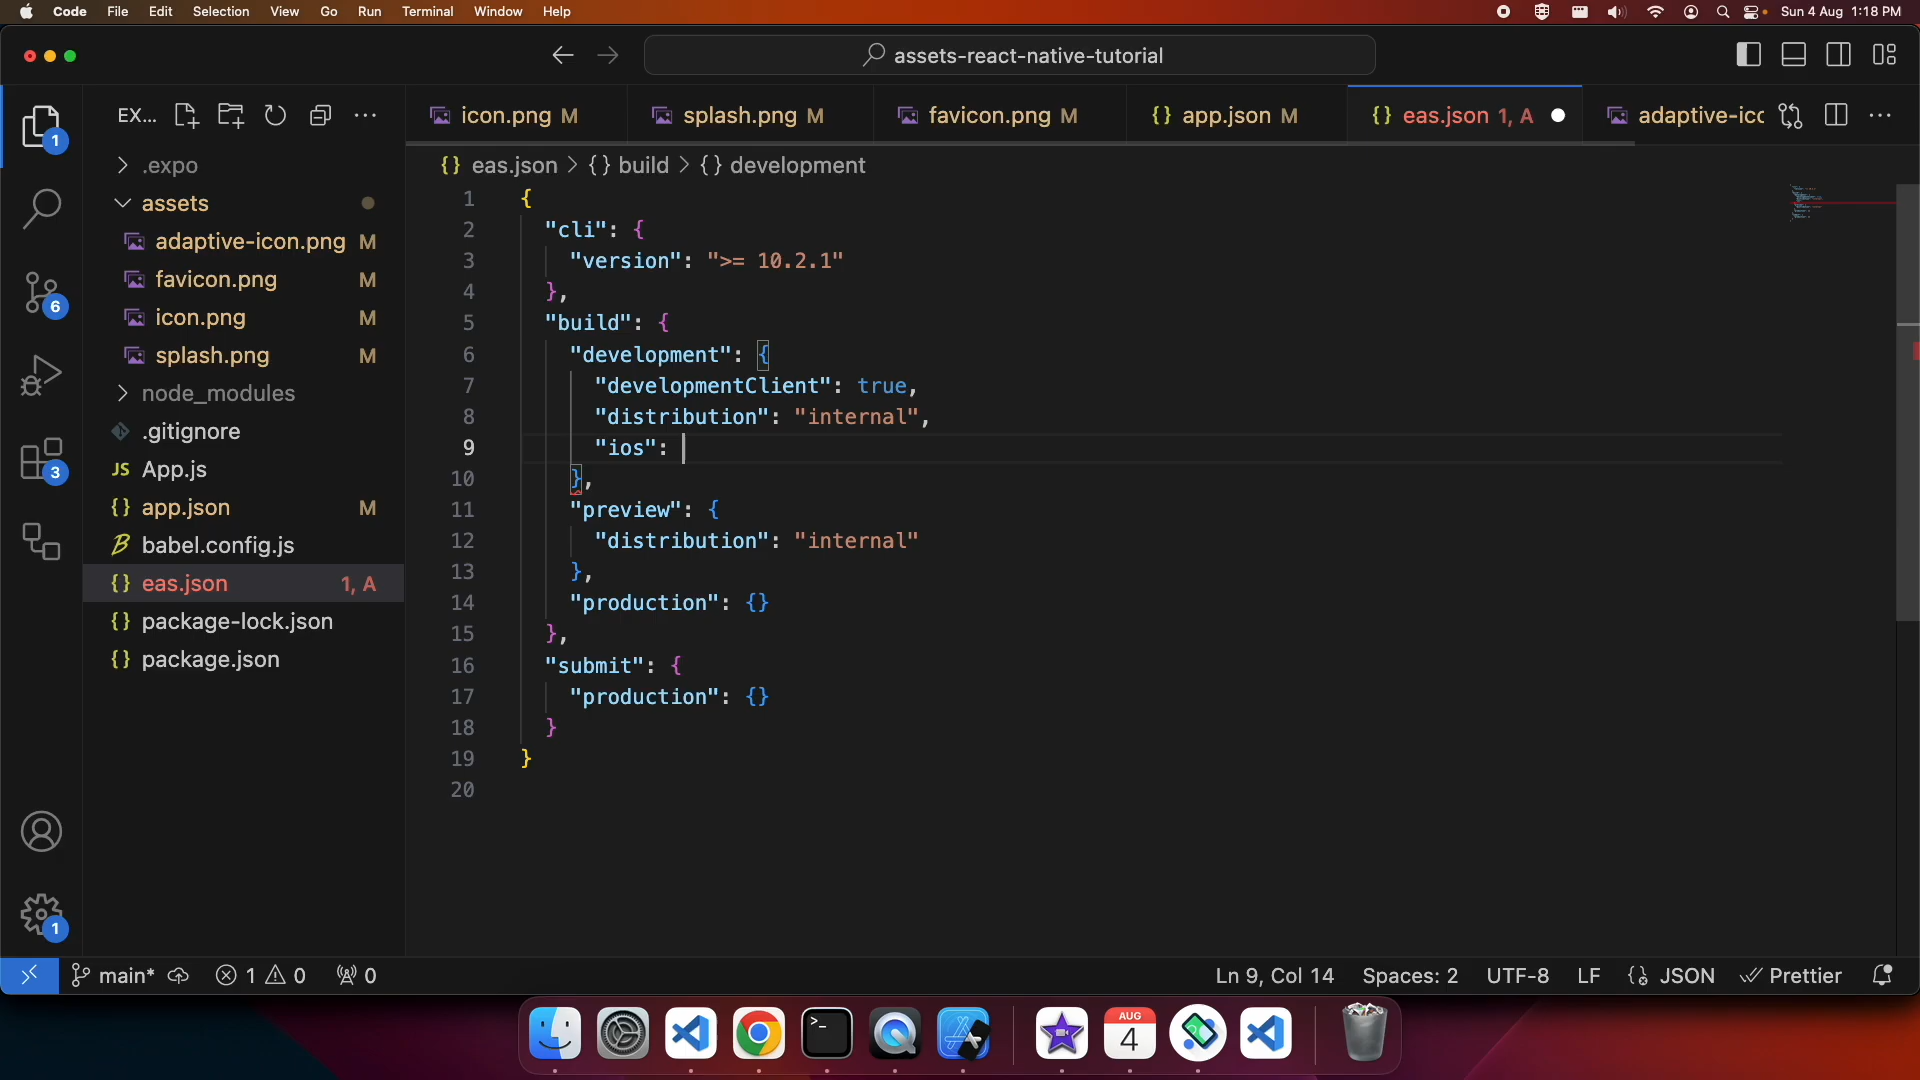 Code File Edit Selection View Go Run Terminal Window Help Sun 4 Aug 1:18 PM
assets-react-native-tutorial
EX...
icon.png M splash.png M favicon.png M {} app.json M {} eas.json 1, A adaptive-ic
{} eas.json > {} build > {} development
.expo
assets
adaptive-icon.png M
favicon.png M
icon.png M
splash.png M
node_modules
.gitignore
JS App.js
{} app.json M
babel.config.js
{} eas.json 1, A
{} package-lock.json
{} package.json
1
6
3
1
1 {
2 "cli": {
3 "version": ">= 10.2.1"
4 },
5 "build": {
6 "development": {
7 "developmentClient": true,
8 "distribution": "internal",
9 "ios":
10 },
11 "preview": {
12 "distribution": "internal"
13 },
14 "production": {}
15 },
16 "submit": {
17 "production": {}
18 }
19 }
20
main* 1 0 0 Ln 9, Col 14 Spaces: 2 UTF-8 LF JSON Prettier
AUG
4